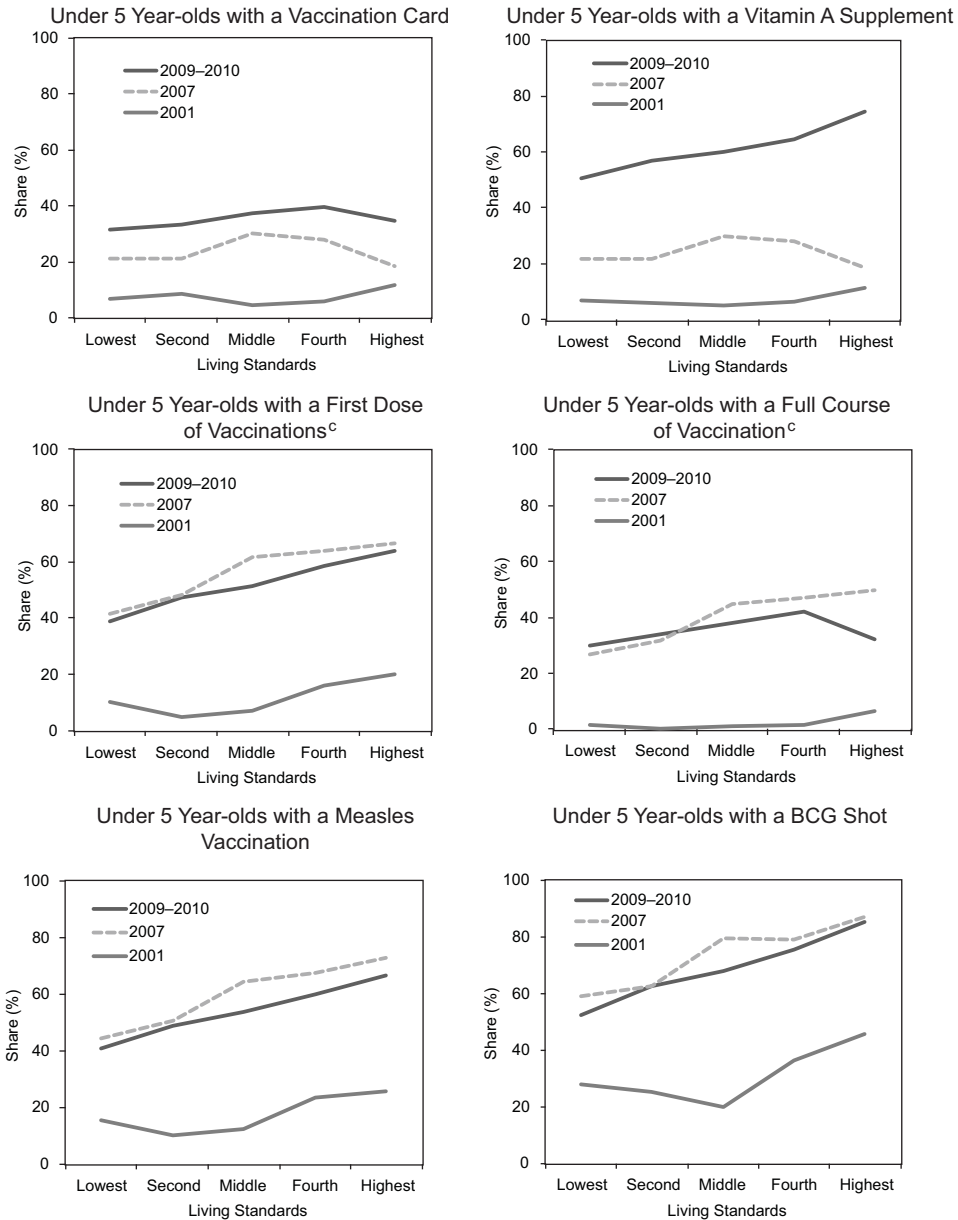 Under 5 Year-olds with a Vaccination Card
100
80
60
40
20
0
Share (%)
2009–2010
2007
2001
Lowest Second Middle Fourth Highest
Living Standards
Under 5 Year-olds with a Vitamin A Supplement
100
80
60
40
20
0
Share (%)
2009–2010
2007
2001
Lowest Second Middle Fourth Highest
Living Standards
Under 5 Year-olds with a First Dose
of Vaccinationsᶜ
100
80
60
40
20
0
Share (%)
2009–2010
2007
2001
Lowest Second Middle Fourth Highest
Living Standards
Under 5 Year-olds with a Full Course
of Vaccinationᶜ
100
80
60
40
20
0
Share (%)
2009–2010
2007
2001
Lowest Second Middle Fourth Highest
Living Standards
Under 5 Year-olds with a Measles
Vaccination
100
80
60
40
20
0
Share (%)
2009–2010
2007
2001
Lowest Second Middle Fourth Highest
Living Standards
Under 5 Year-olds with a BCG Shot
100
80
60
40
20
0
Share (%)
2009–2010
2007
2001
Lowest Second Middle Fourth Highest
Living Standards